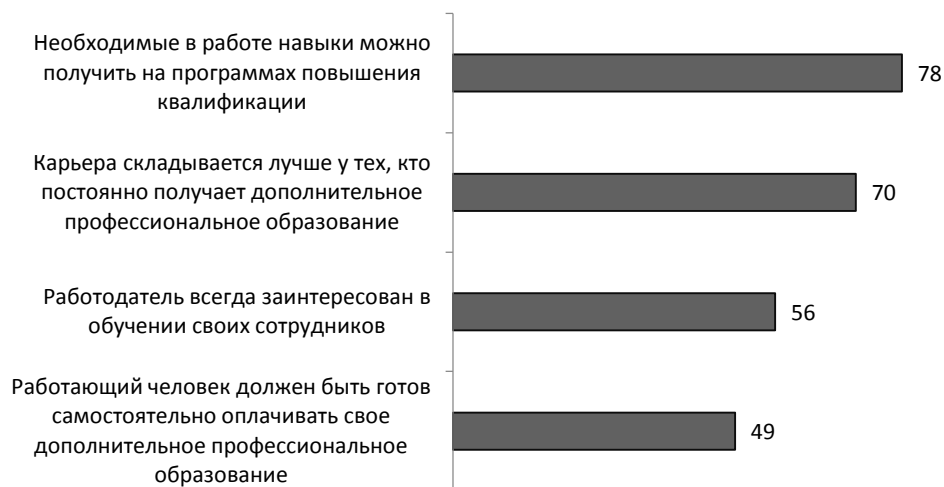 Необходимые в работе навыки можно
получить на программах повышения
квалификации
78
Карьера складывается лучше у тех, кто
постоянно получает дополнительное
профессиональное образование
70
Работодатель всегда заинтересован в
обучении своих сотрудников
56
Работающий человек должен быть готов
самостоятельно оплачивать свое
дополнительное профессиональное
образование
49